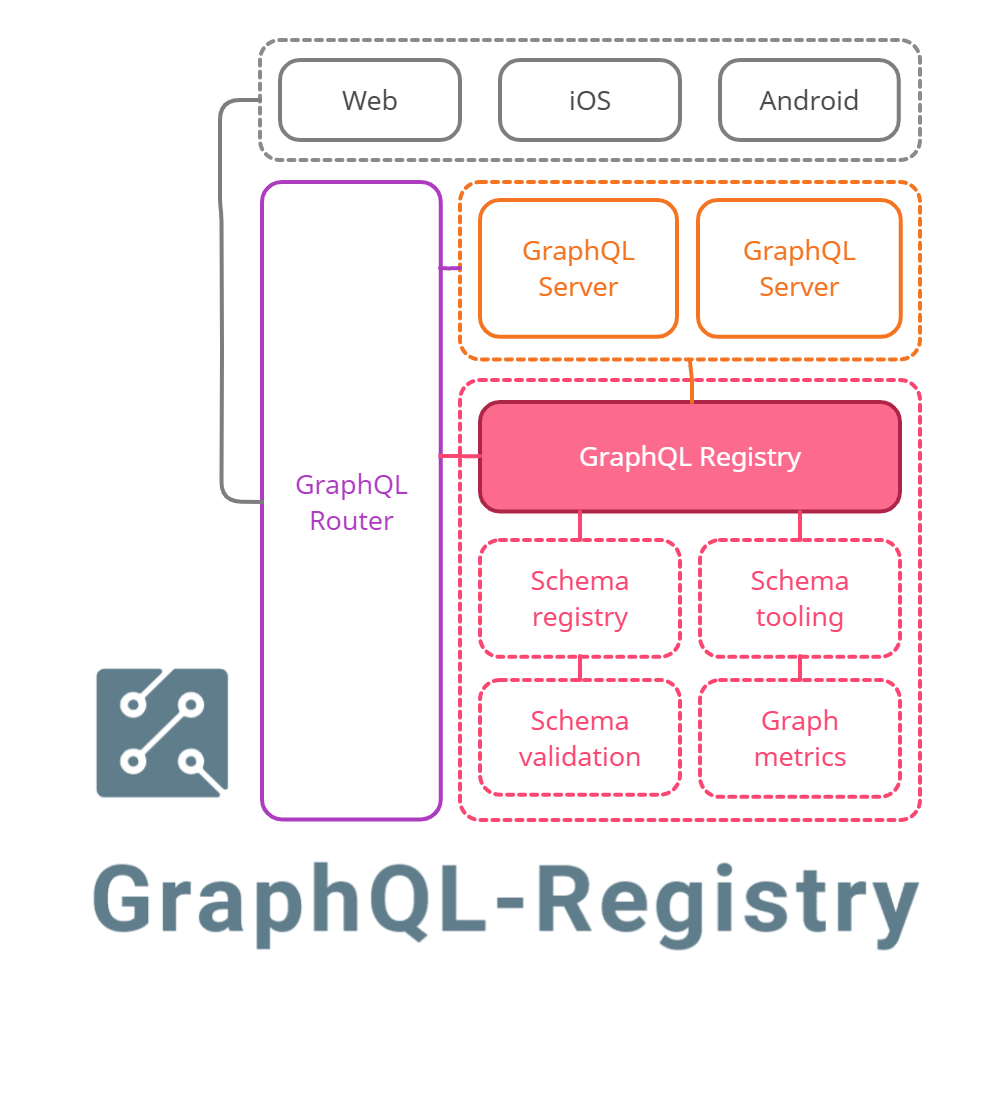 Web
iOS
Android
GraphQL
Server
GraphQL
Server
GraphQL Registry
GraphQL
Router
Schema
registry
Schema
tooling
Schema
validation
Graph
metrics
GraphQL-Registry